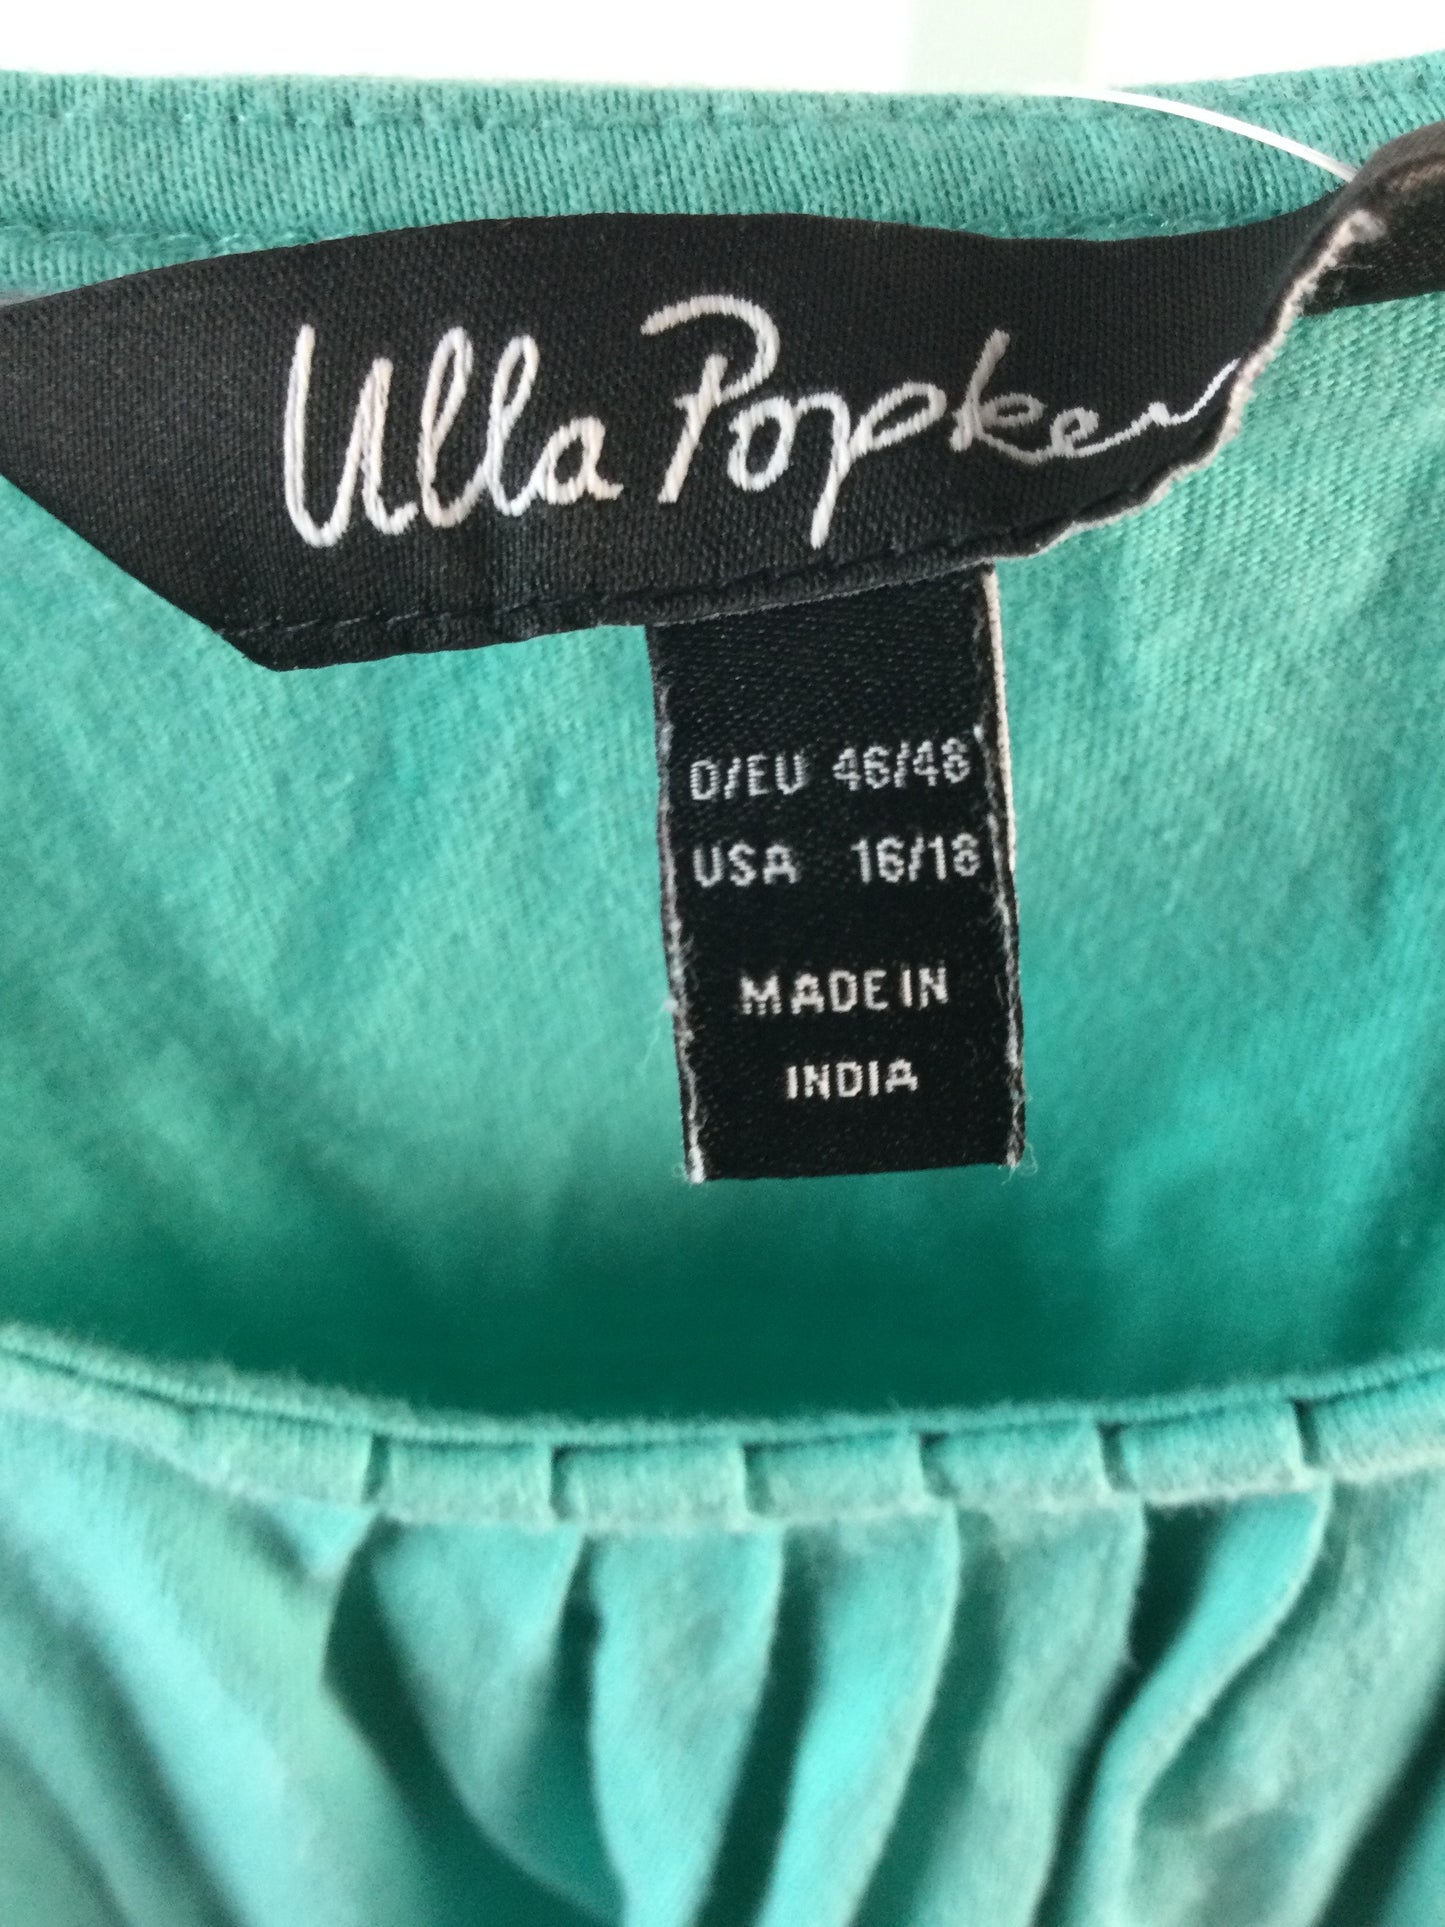 Ulla Popken
D/EU 46/48
USA 16/18
MADE IN
INDIA